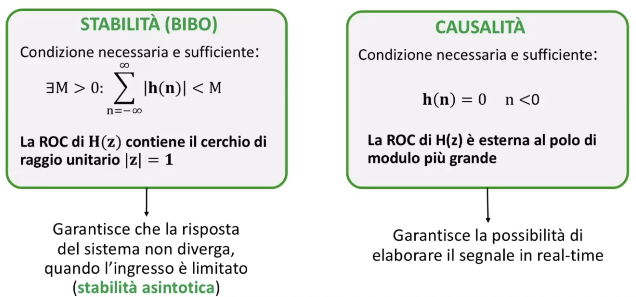 STABILITÀ (BIBO)
Condizione necessaria e sufficiente:
∃M > 0: ∑_{n=−∞}^{∞} |h(n)| < M
La ROC di H(z) contiene il cerchio di
raggio unitario |z| = 1
Garantisce che la risposta
del sistema non diverga,
quando l'ingresso è limitato
(stabilità asintotica)
CAUSALITÀ
Condizione necessaria e sufficiente:
h(n) = 0 n <0
La ROC di H(z) è esterna al polo di
modulo più grande
Garantisce la possibilità di
elaborare il segnale in real-time